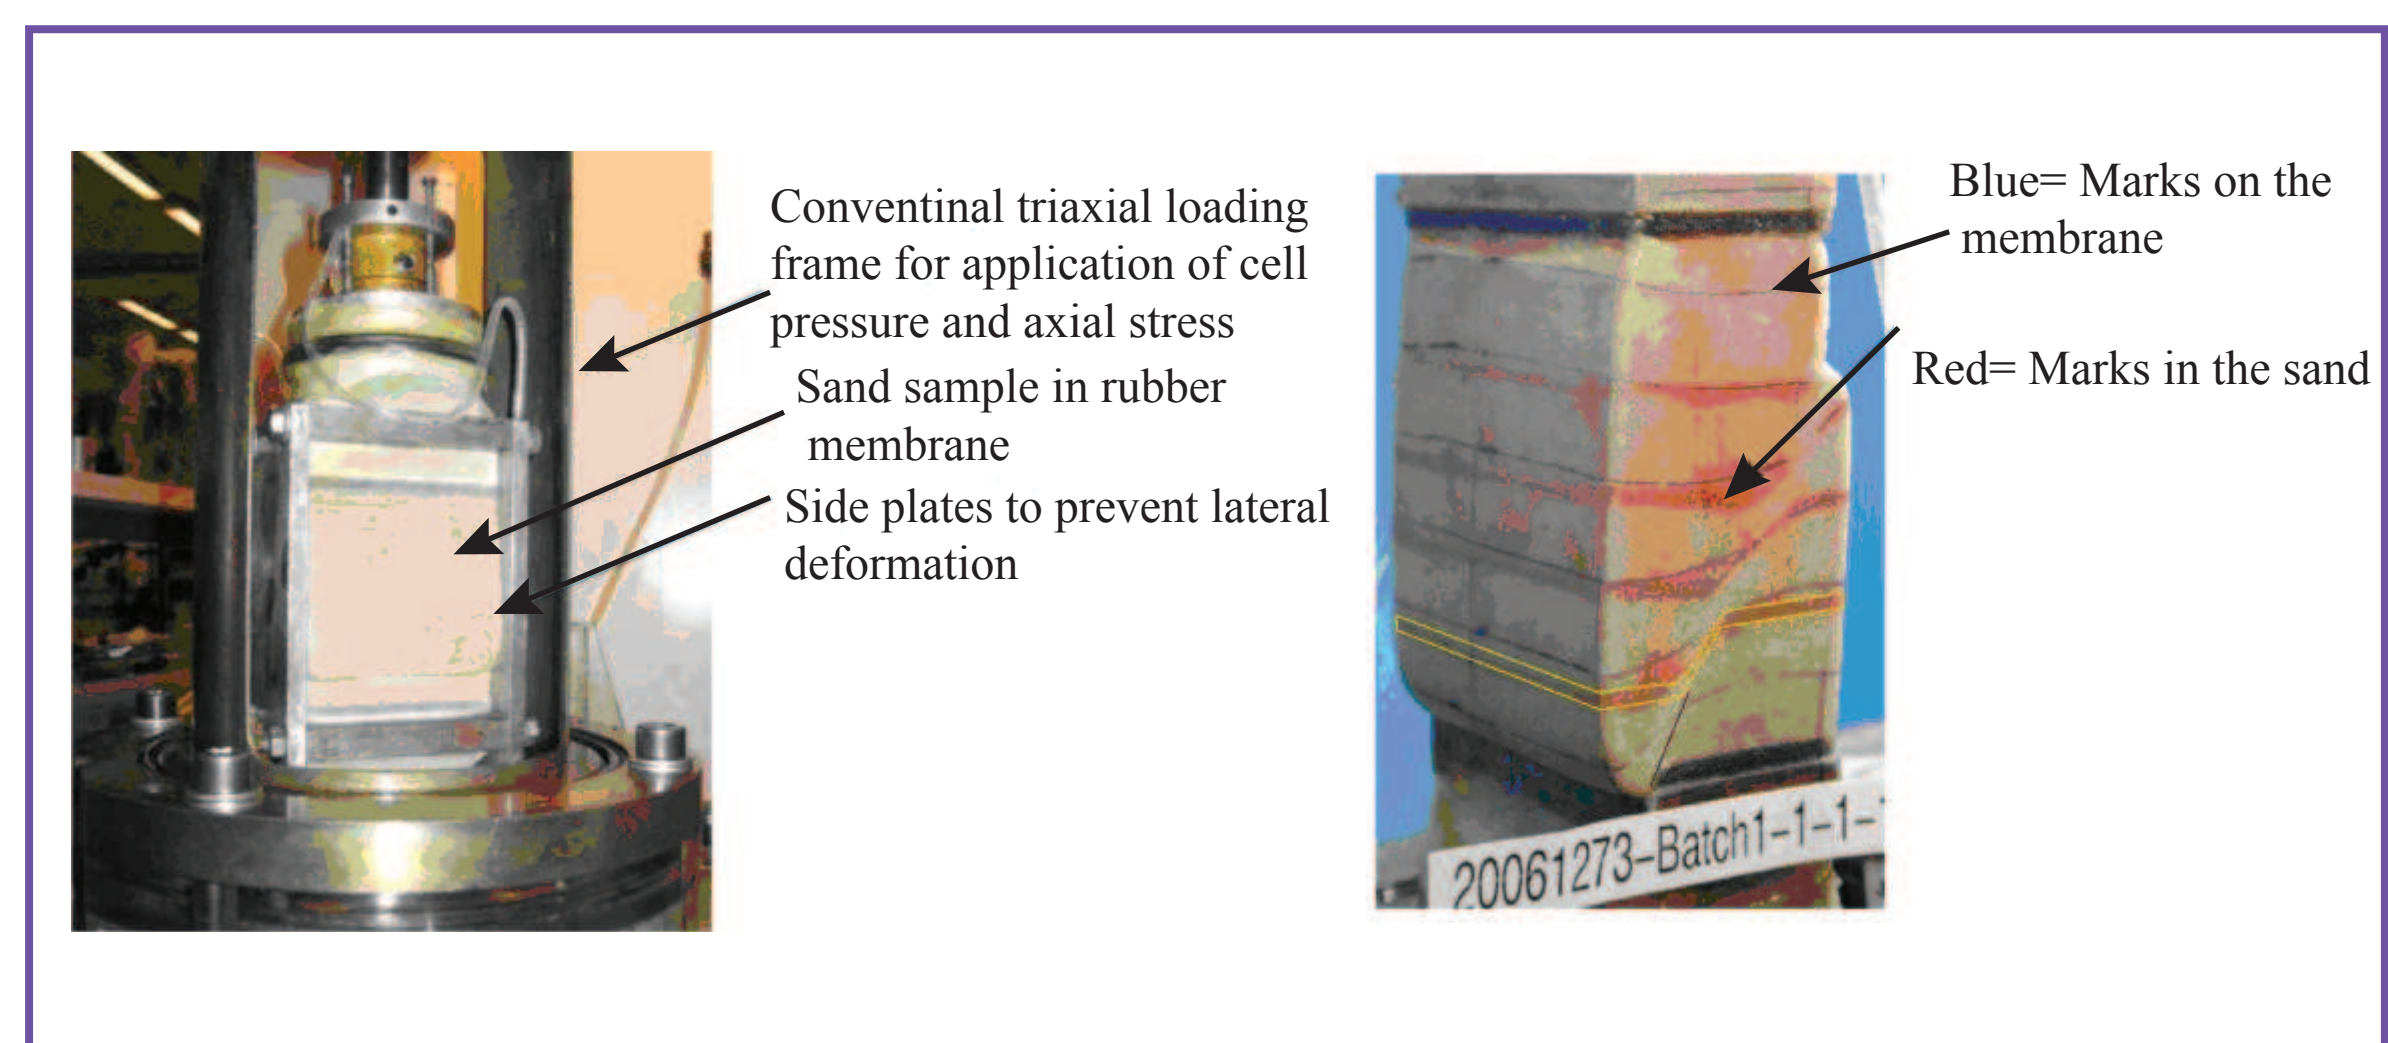 Conventinal triaxial loading
frame for application of cell
pressure and axial stress
Sand sample in rubber
membrane
Side plates to prevent lateral
deformation
Blue= Marks on the
membrane
Red= Marks in the sand
20061273-Batch1-1-1-